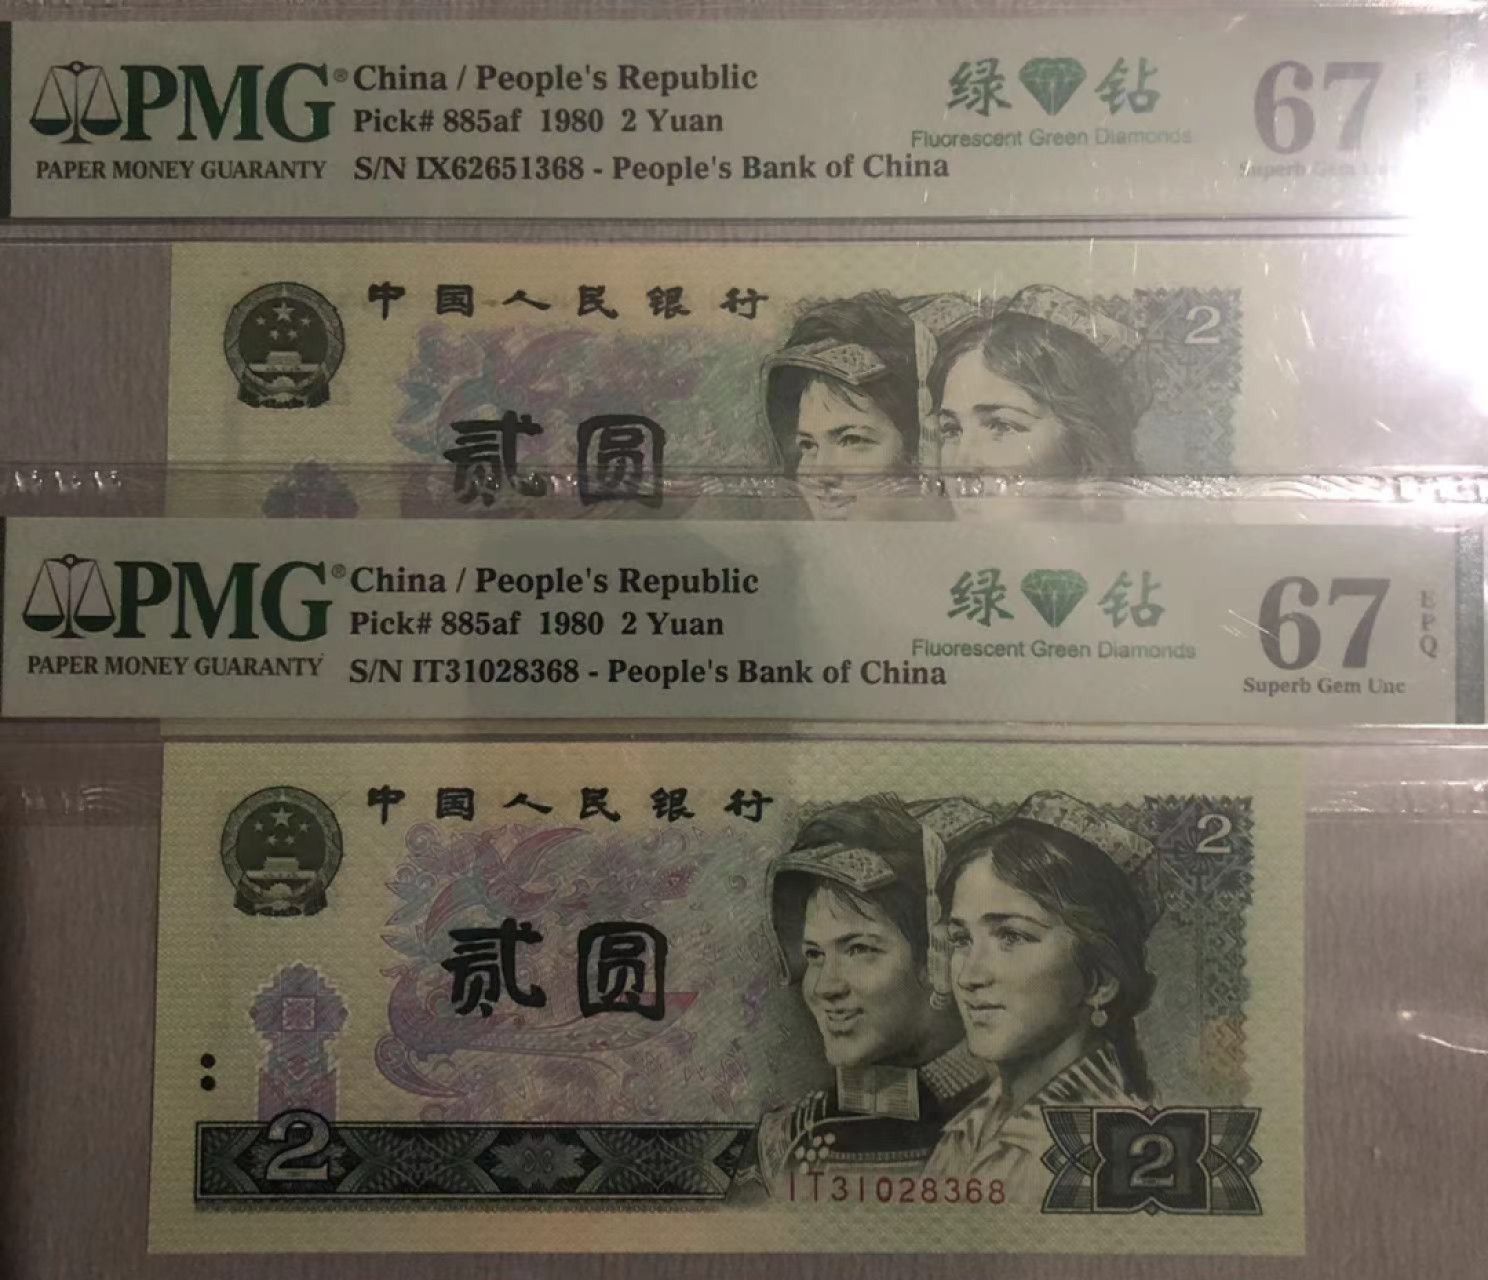 PMG® China / People's Republic 绿 钻 67
Pick# 885af 1980 2 Yuan
Fluorescent Green Diamonds
PAPER MONEY GUARANTY S/N IX62651368 - People's Bank of China Superb Gem Unc
中国人民银行
2
贰圆
PMG® China / People's Republic 绿 钻 67 EPQ
Pick# 885af 1980 2 Yuan
Fluorescent Green Diamonds
PAPER MONEY GUARANTY S/N IT31028368 - People's Bank of China Superb Gem Unc
中国人民银行
2
贰圆
2 2
IT31028368